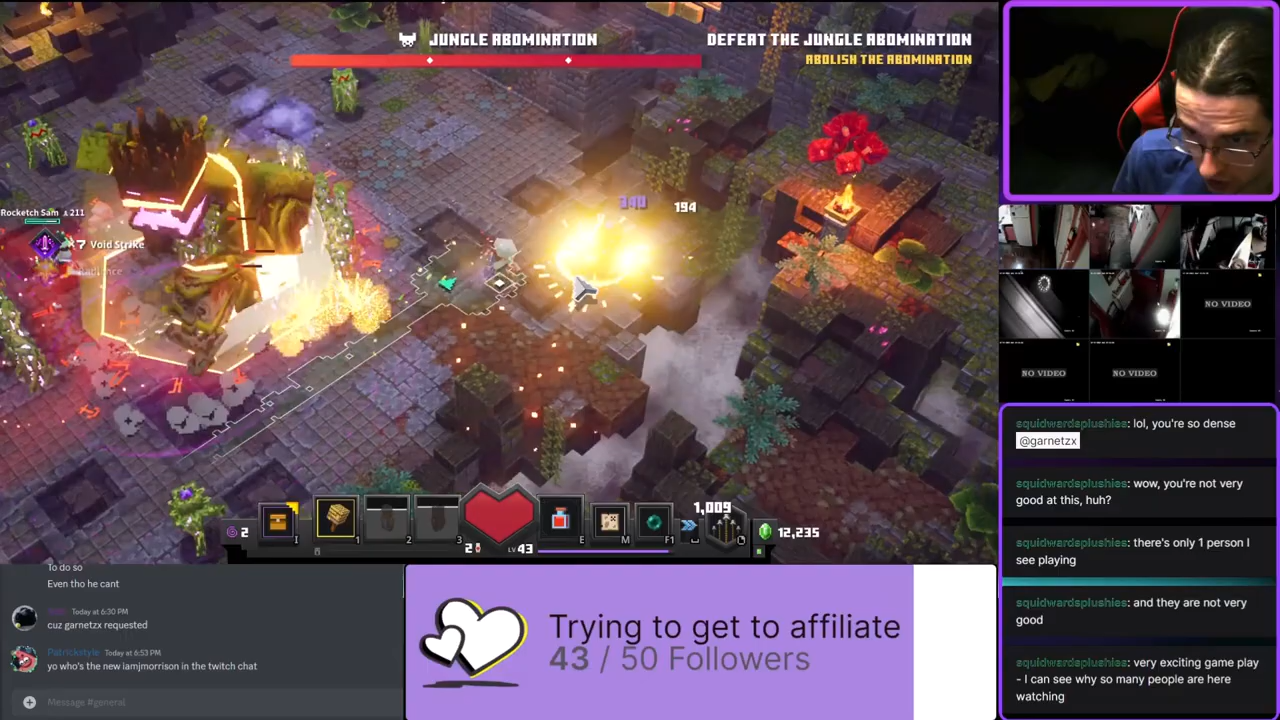 JUNGLE ABOMINATION
DEFEAT THE JUNGLE ABOMINATION
ABOLISH THE ABOMINATION
Rocketch Sam 211
7 Void Strike
Radiance
340
194
2
I
1
2
3
2
LV 43
E
M
F1
1,009
12,235
NO VIDEO
NO VIDEO
NO VIDEO
squidwardsplushies: lol, you're so dense
@garnetzx
squidwardsplushies: wow, you're not very
good at this, huh?
squidwardsplushies: there's only 1 person I
see playing
squidwardsplushies: and they are not very
good
squidwardsplushies: very exciting game play
- I can see why so many people are here
watching
To do so
Even tho he cant
Today at 6:30 PM
cuz garnetzx requested
Patrickstyle Today at 6:53 PM
yo who's the new iamjmorrison in the twitch chat
Message #general
Trying to get to affiliate
43 / 50 Followers